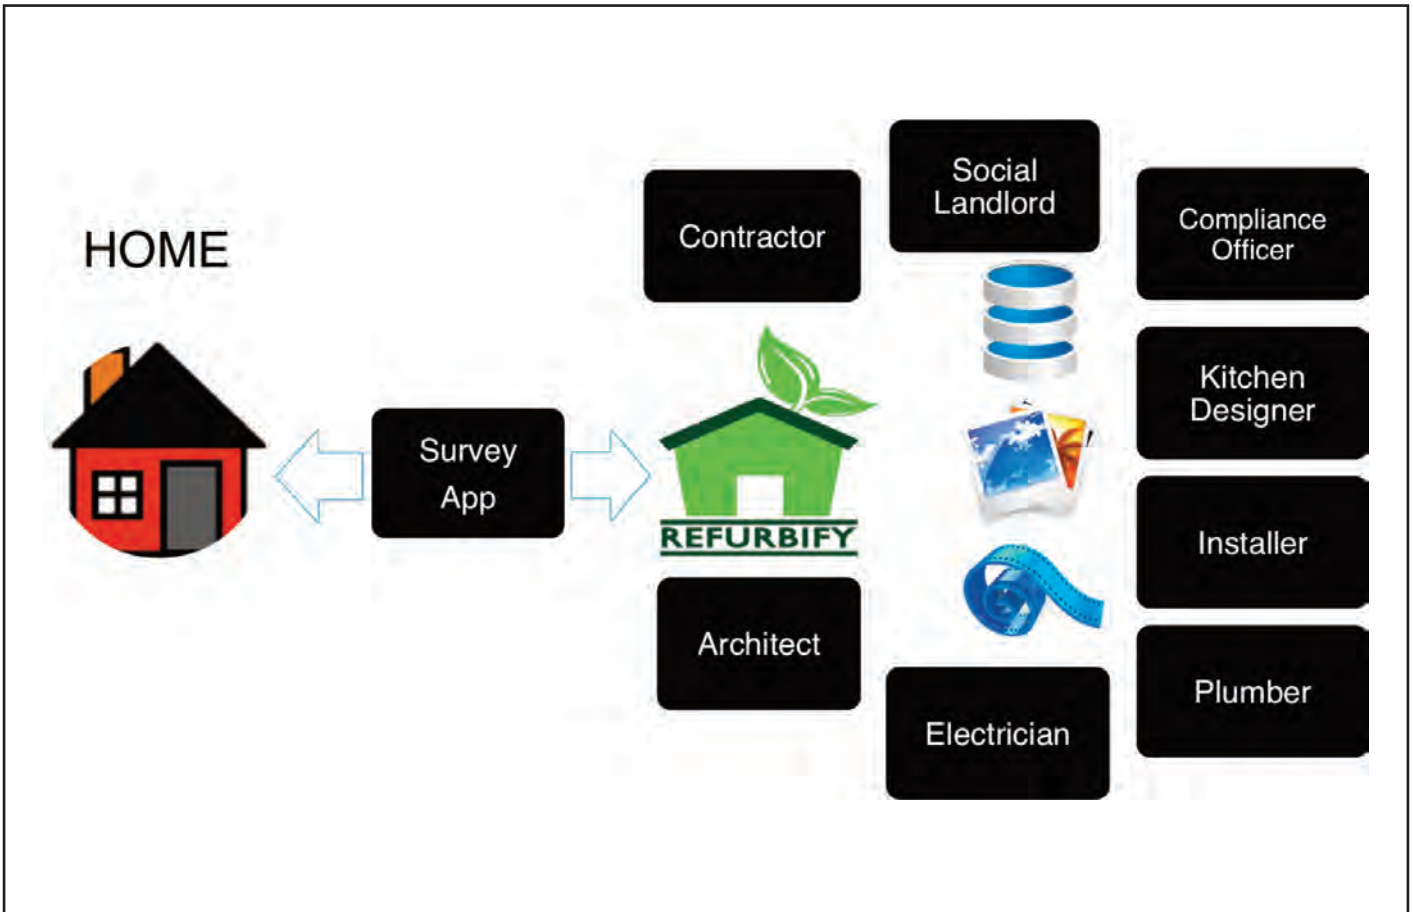 HOME
Survey
App
Contractor
Social
Landlord
Compliance
Officer
Kitchen
Designer
REFURBIFY
Installer
Architect
Plumber
Electrician